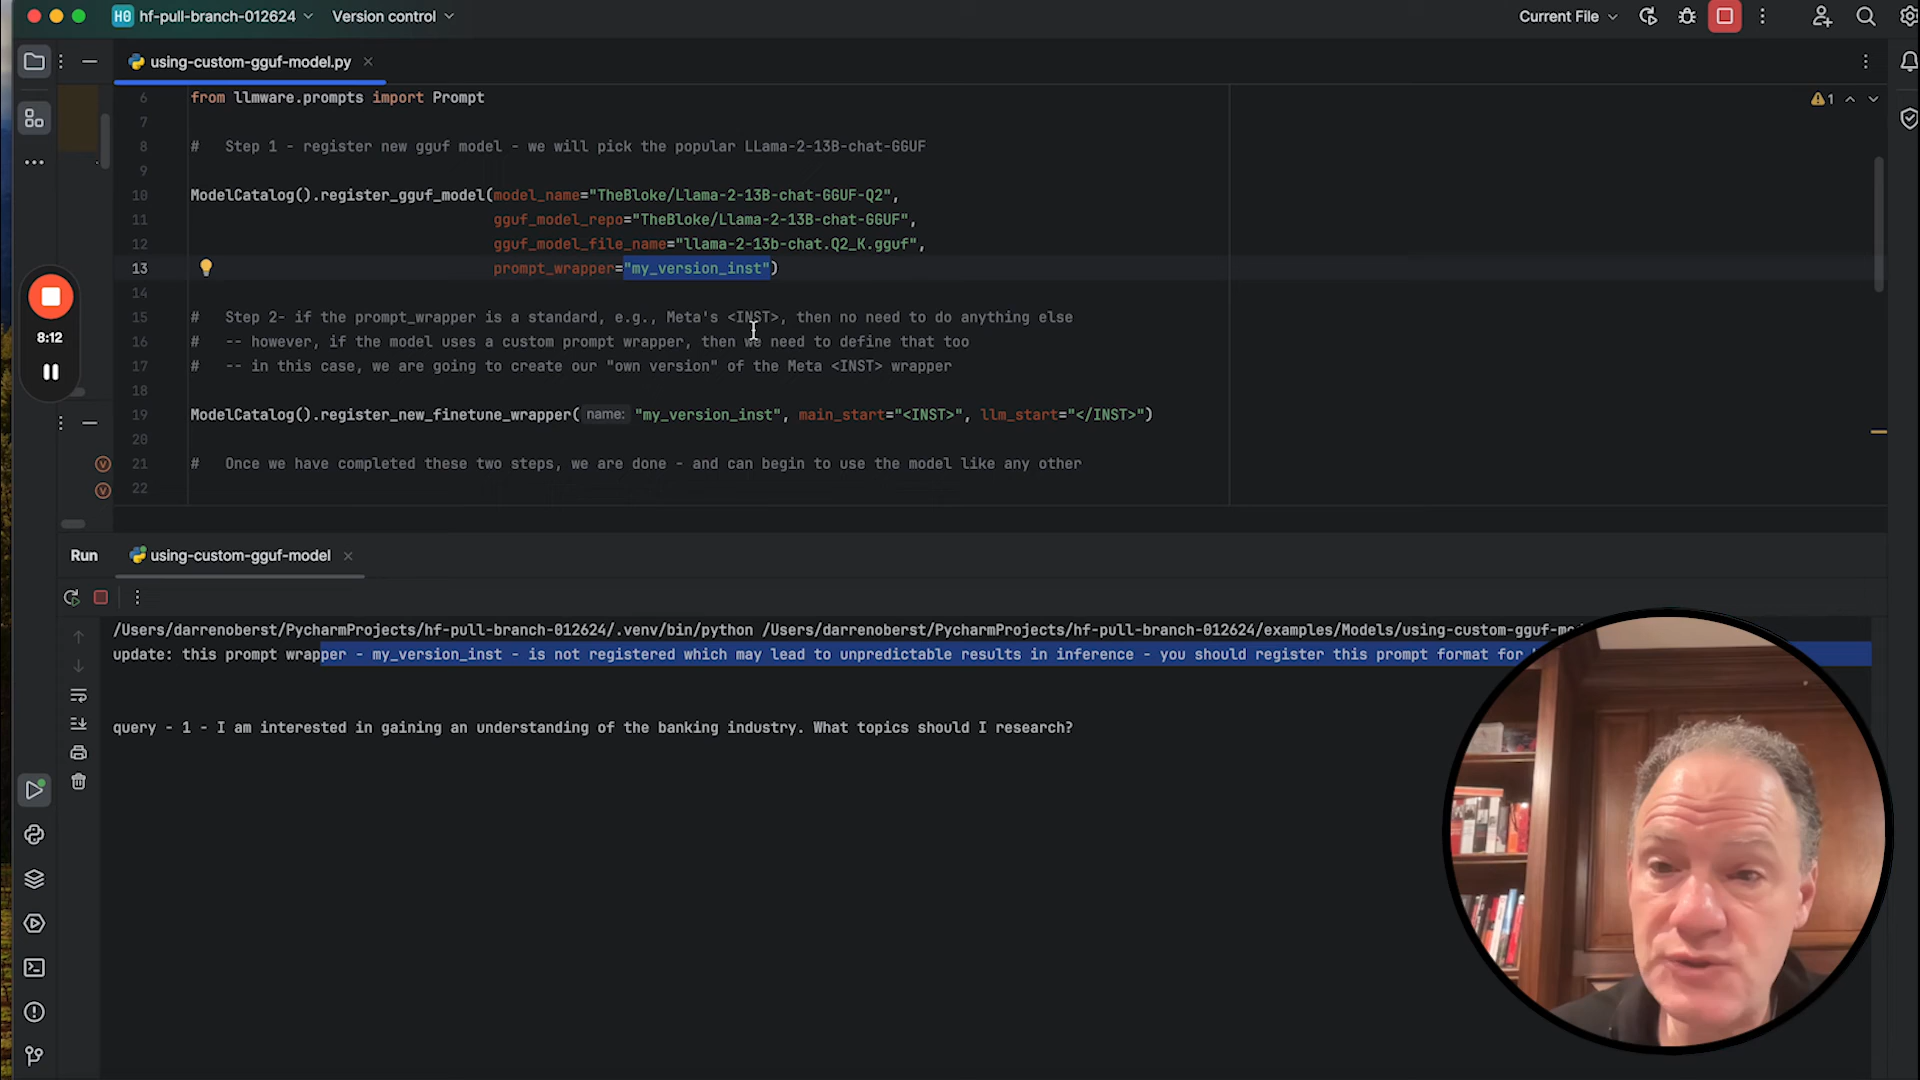 H0 hf-pull-branch-012624 Version control Current File
using-custom-gguf-model.py
1
6 from llmware.prompts import Prompt
7
8 # Step 1 - register new gguf model - we will pick the popular LLama-2-13B-chat-GGUF
9
10 ModelCatalog().register_gguf_model(model_name="TheBloke/Llama-2-13B-chat-GGUF-Q2",
11 gguf_model_repo="TheBloke/Llama-2-13B-chat-GGUF",
12 gguf_model_file_name="llama-2-13b-chat.Q2_K.gguf",
13 prompt_wrapper="my_version_inst")
14
15 # Step 2- if the prompt_wrapper is a standard, e.g., Meta's <INST>, then no need to do anything else
16 # -- however, if the model uses a custom prompt wrapper, then we need to define that too
17 # -- in this case, we are going to create our "own version" of the Meta <INST> wrapper
18
19 ModelCatalog().register_new_finetune_wrapper( name: "my_version_inst", main_start="<INST>", llm_start="</INST>")
20
21 # Once we have completed these two steps, we are done - and can begin to use the model like any other
22
8:12
Run using-custom-gguf-model
/Users/darrenoberst/PycharmProjects/hf-pull-branch-012624/.venv/bin/python /Users/darrenoberst/PycharmProjects/hf-pull-branch-012624/examples/Models/using-custom-gguf-mo
update: this prompt wrapper - my_version_inst - is not registered which may lead to unpredictable results in inference - you should register this prompt format for
query - 1 - I am interested in gaining an understanding of the banking industry. What topics should I research?